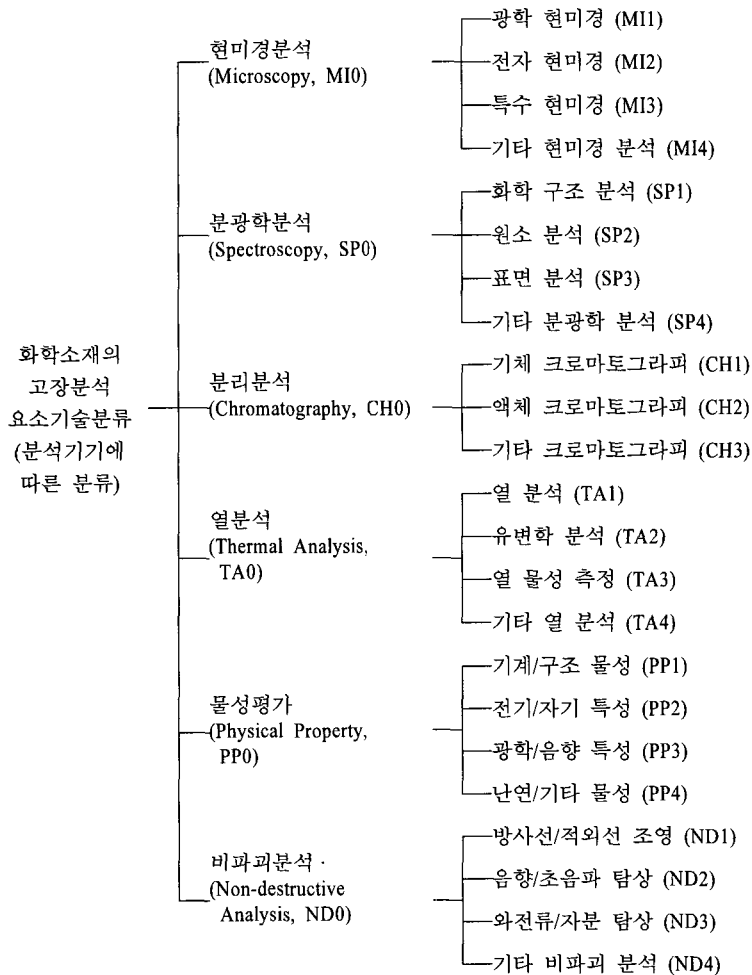 화학소재의
고장분석
요소기술분류
(분석기기에
따른 분류)
현미경분석
(Microscopy, MI0)
광학 현미경 (MI1)
전자 현미경 (MI2)
특수 현미경 (MI3)
기타 현미경 분석 (MI4)
분광학분석
(Spectroscopy, SP0)
화학 구조 분석 (SP1)
원소 분석 (SP2)
표면 분석 (SP3)
기타 분광학 분석 (SP4)
분리분석
(Chromatography, CH0)
기체 크로마토그라피 (CH1)
액체 크로마토그라피 (CH2)
기타 크로마토그라피 (CH3)
열분석
(Thermal Analysis,
TA0)
열 분석 (TA1)
유변학 분석 (TA2)
열 물성 측정 (TA3)
기타 열 분석 (TA4)
물성평가
(Physical Property,
PP0)
기계/구조 물성 (PP1)
전기/자기 특성 (PP2)
광학/음향 특성 (PP3)
난연/기타 물성 (PP4)
비파괴분석
(Non-destructive
Analysis, ND0)
방사선/적외선 조영 (ND1)
음향/초음파 탐상 (ND2)
와전류/자분 탐상 (ND3)
기타 비파괴 분석 (ND4)